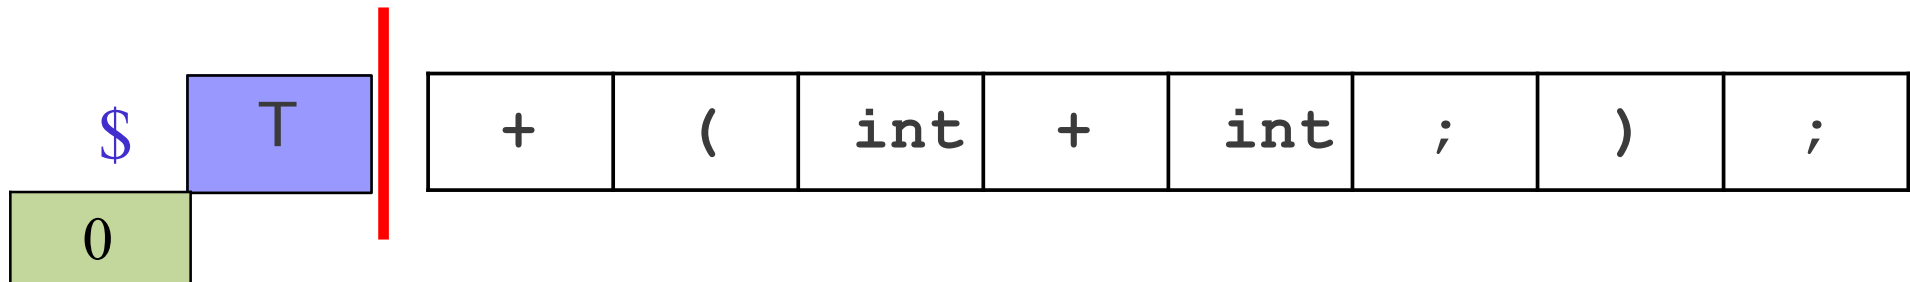 $ T + ( int + int ; ) ;
0